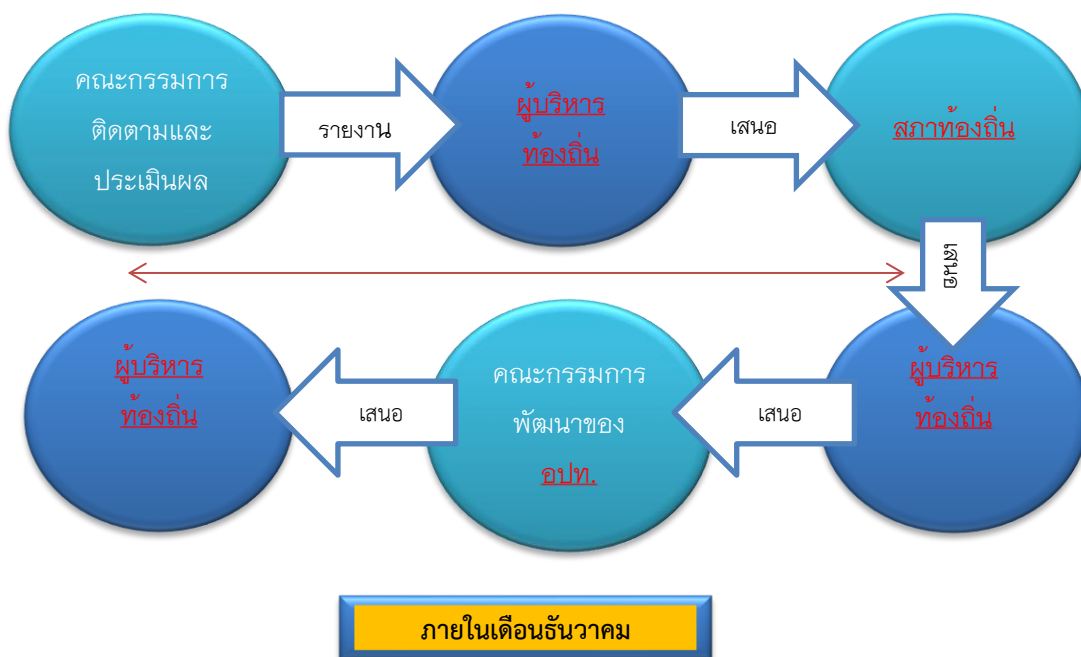 คณะกรรมการ
ติดตามและ
ประเมินผล
รายงาน
ผู้บริหาร
ท้องถิ่น
เสนอ
สภาท้องถิ่น
เสนอ
ผู้บริหาร
ท้องถิ่น
เสนอ
คณะกรรมการ
พัฒนาของ
อปท.
เสนอ
ผู้บริหาร
ท้องถิ่น
ภายในเดือนธันวาคม